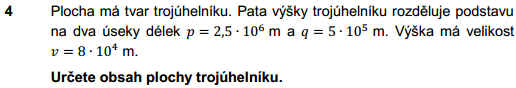 4 Plocha má tvar trojúhelníku. Pata výšky trojúhelníku rozděluje podstavu
na dva úseky délek p = 2,5 · 10⁶ m a q = 5 · 10⁵ m. Výška má velikost
v = 8 · 10⁴ m.
Určete obsah plochy trojúhelníku.